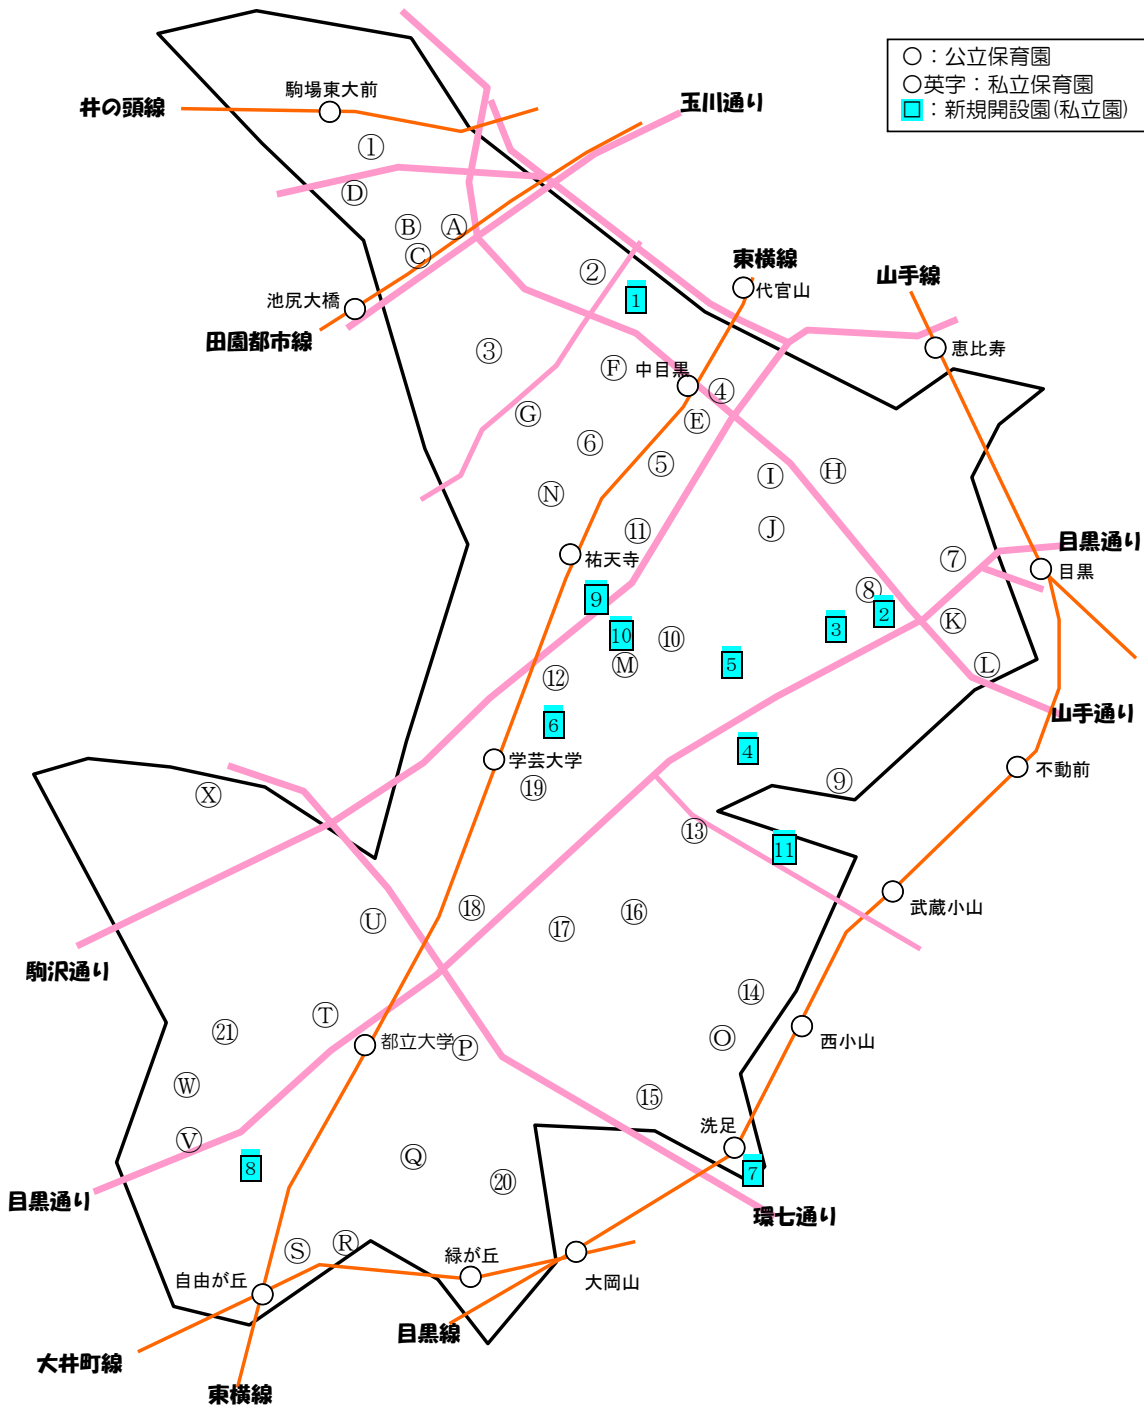 ○：公立保育園
○英字：私立保育園
□：新規開設園(私立園)
駒場東大前
井の頭線
玉川通り
①
Ⓓ
Ⓑ
Ⓐ
Ⓒ
②
東横線
代官山
山手線
1
池尻大橋
田園都市線
恵比寿
③
Ⓕ
中目黒
④
Ⓖ
Ⓔ
⑥
⑤
Ⓘ
Ⓗ
Ⓝ
⑪
Ⓙ
目黒通り
祐天寺
⑦
目黒
⑧
9
2
3
Ⓚ
10
⑩
Ⓜ
5
Ⓛ
⑫
山手通り
6
4
学芸大学
不動前
⑲
⑨
Ⓧ
⑬
11
武蔵小山
⑱
⑯
Ⓤ
⑰
駒沢通り
⑭
Ⓣ
㉑
都立大学
Ⓟ
Ⓞ
西小山
Ⓦ
⑮
洗足
Ⓥ
8
Ⓠ
⑳
7
目黒通り
環七通り
Ⓢ
Ⓡ
緑が丘
自由が丘
大岡山
目黒線
大井町線
東横線